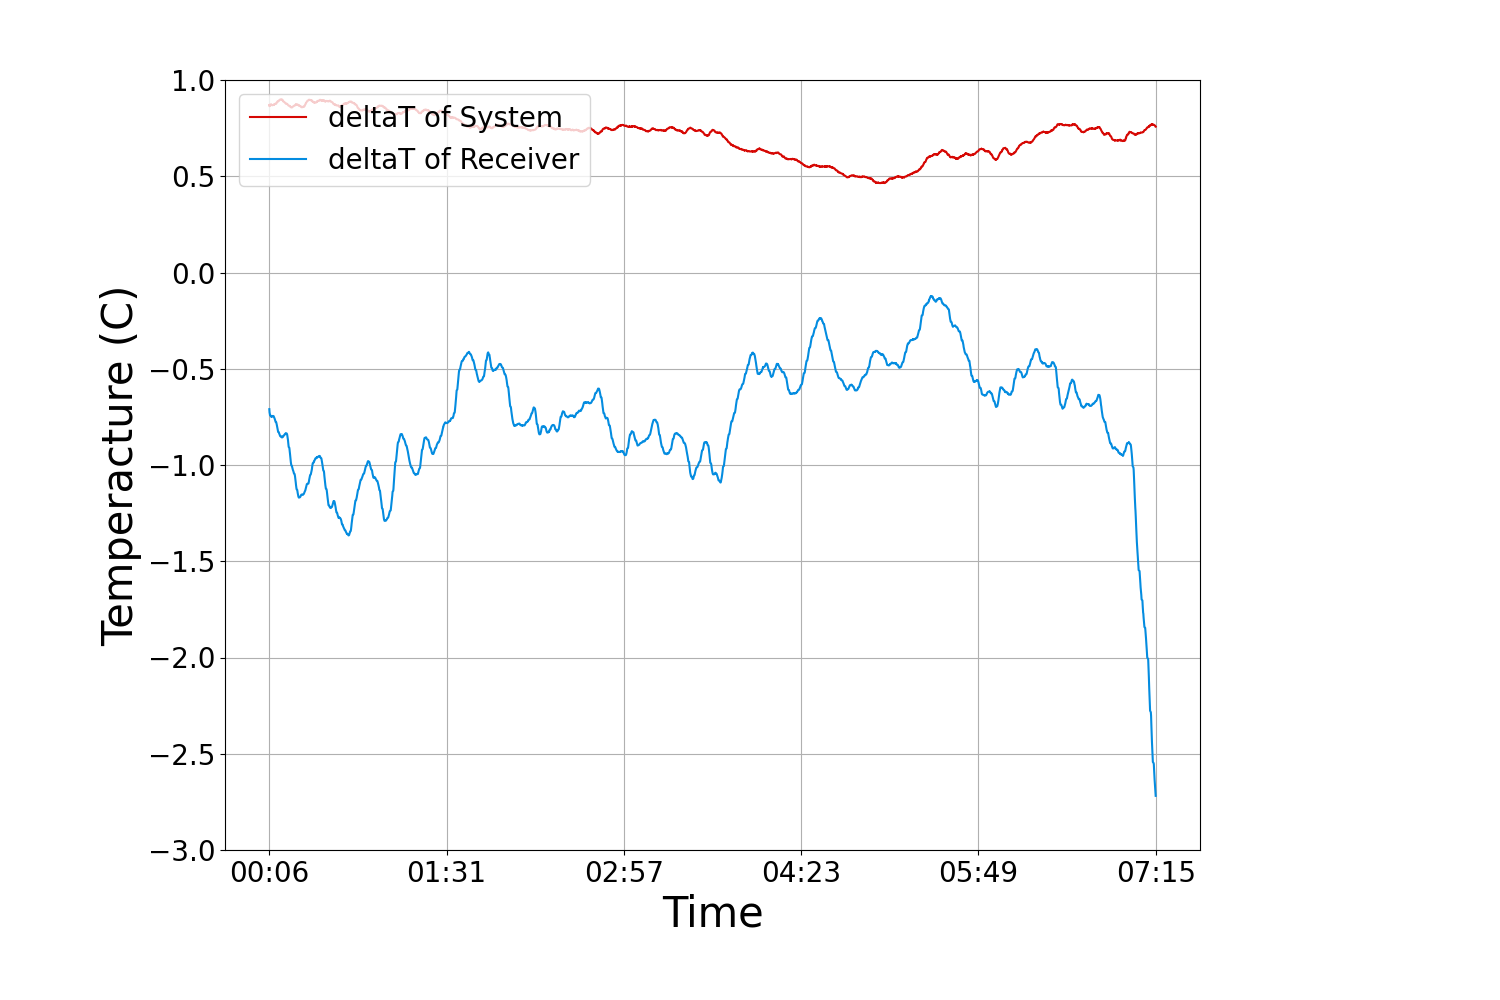 1.0
deltaT of System
deltaT of Receiver
0.5
0.0
−0.5
−1.0
−1.5
−2.0
−2.5
−3.0
Temperacture (C)
00:06 01:31 02:57 04:23 05:49 07:15
Time